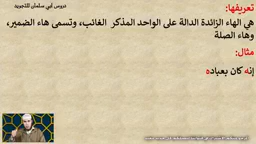 دروس أبي سلمان للتجويد
تعريفها:
هي الهاء الزائدة الدالة على الواحد المذكر الغائب، وتسمى هاء الضمير،
وهاء الصلة
مثال:
إنه كان بعباده